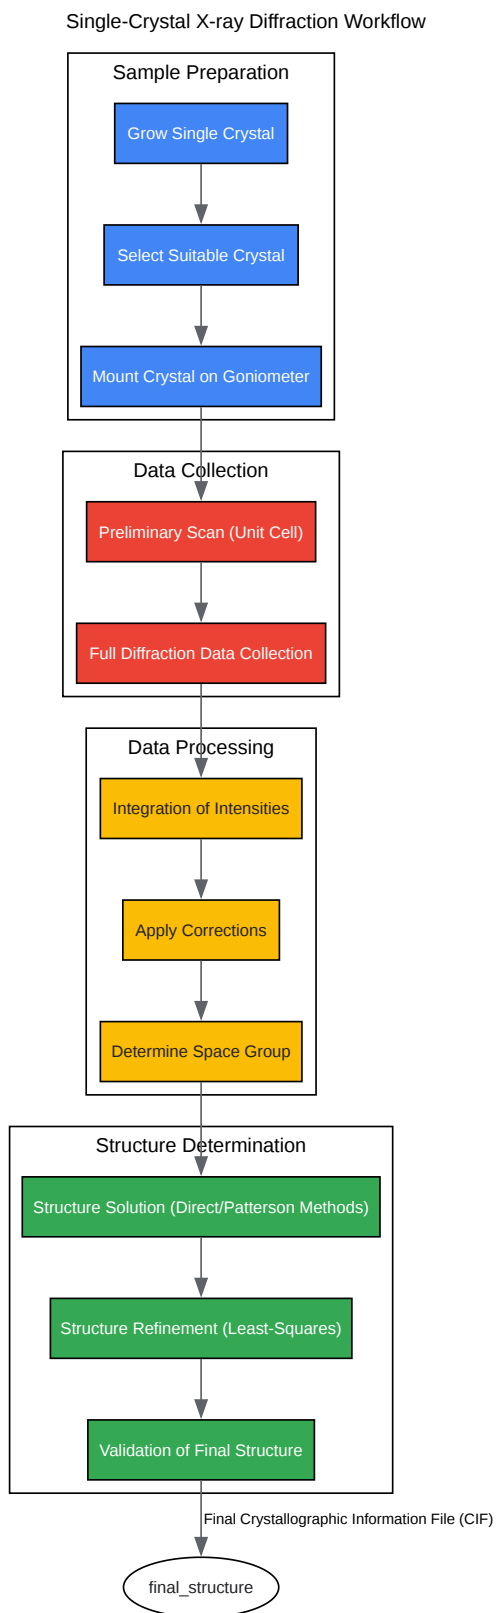 Single-Crystal X-ray Diffraction Workflow
Sample Preparation
Grow Single Crystal
Select Suitable Crystal
Mount Crystal on Goniometer
Data Collection
Preliminary Scan (Unit Cell)
Full Diffraction Data Collection
Data Processing
Integration of Intensities
Apply Corrections
Determine Space Group
Structure Determination
Structure Solution (Direct/Patterson Methods)
Structure Refinement (Least-Squares)
Validation of Final Structure
Final Crystallographic Information File (CIF)
final_structure